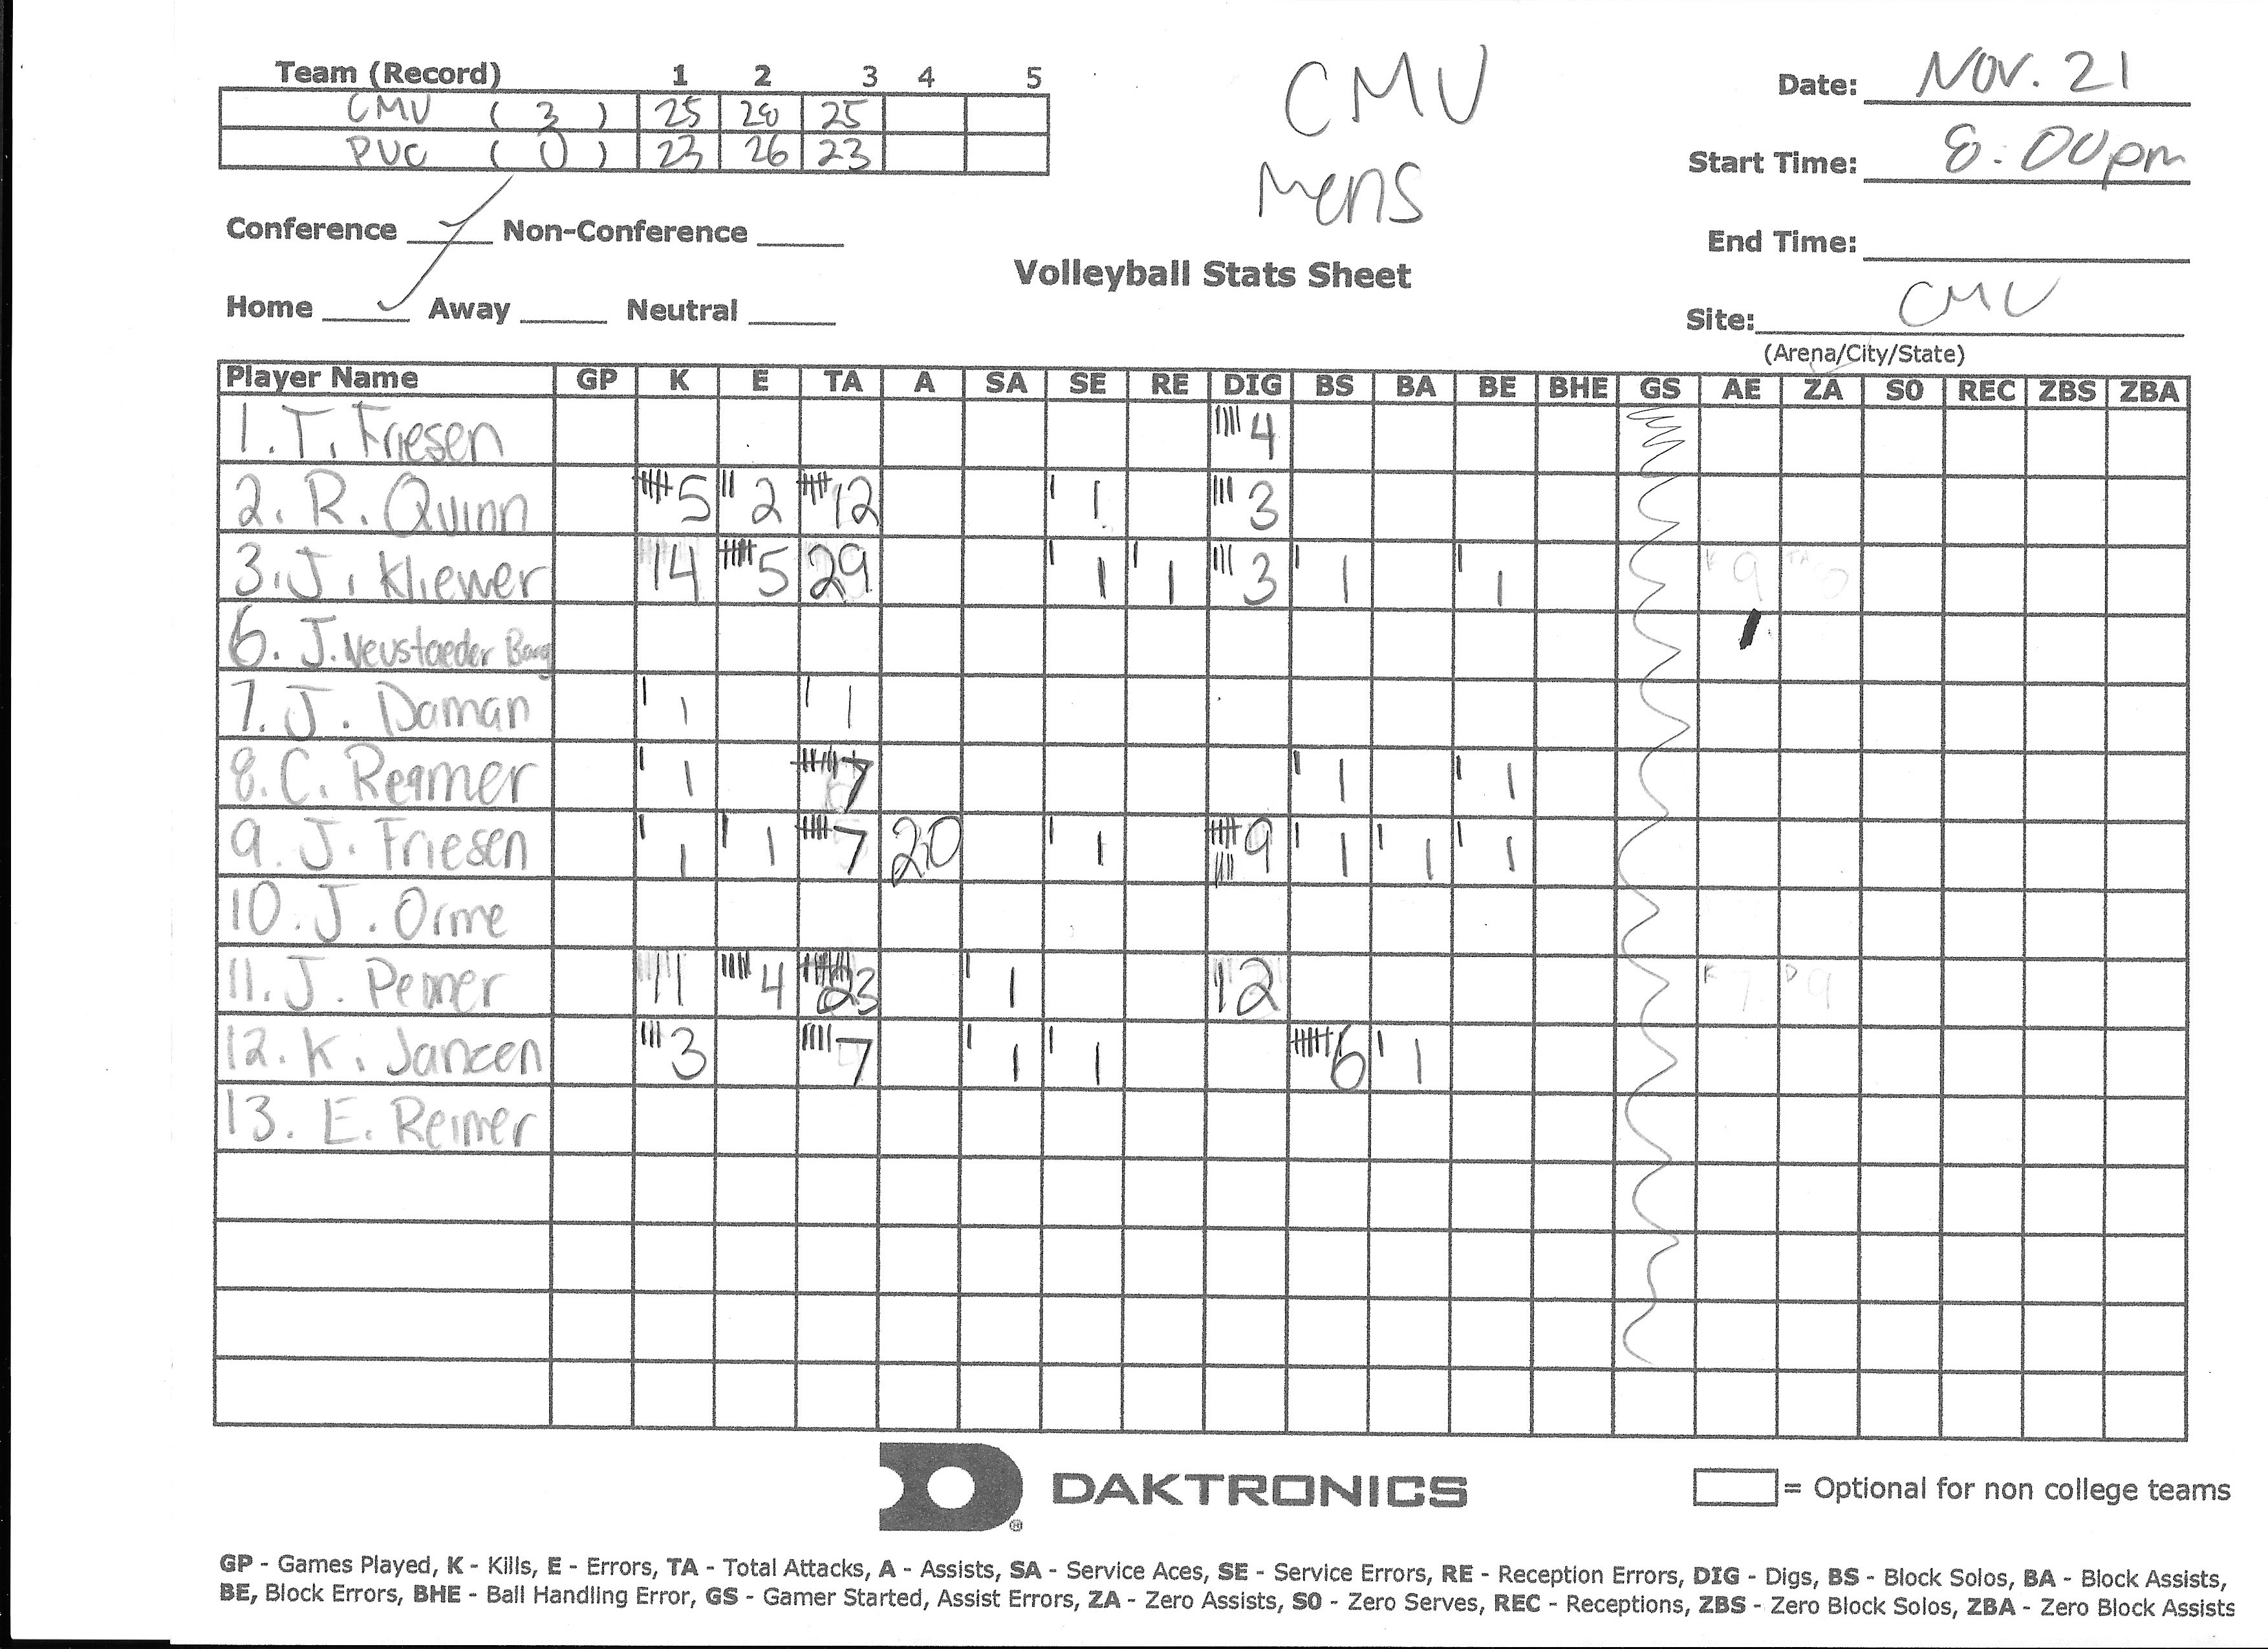 Team (Record) 1 2 3 4 5
CMU ( 3 ) 25 28 25
PUC ( 0 ) 23 26 23
CMU
Mens
Date: Nov. 21
Start Time: 8:00pm
Conference Non-Conference
End Time:
Volleyball Stats Sheet
Home Away Neutral
Site: CMU
(Arena/City/State)
Player Name GP K E TA A SA SE RE DIG BS BA BE BHE GS AE ZA SO REC ZBS ZBA
1. T. Friesen 4
2. R. Quinn 5 2 12 1 3
3. J. Kliewer 14 5 29 1 1 3 1 1 K 9 TA
6. J. Neustaeder Barg
7. J. Daman 1 1
8. C. Reimer 1 7 1 1
9. J. Friesen 1 1 7 20 1 9 1 1 1
10. J. Orme
11. J. Penner 11 4 23 1 12 K 7 D 9
12. K. Janzen 3 7 1 1 6 1
13. E. Reimer
DAKTRONICS
= Optional for non college teams
GP - Games Played, K - Kills, E - Errors, TA - Total Attacks, A - Assists, SA - Service Aces, SE - Service Errors, RE - Reception Errors, DIG - Digs, BS - Block Solos, BA - Block Assists,
BE, Block Errors, BHE - Ball Handling Error, GS - Gamer Started, Assist Errors, ZA - Zero Assists, SO - Zero Serves, REC - Receptions, ZBS - Zero Block Solos, ZBA - Zero Block Assists